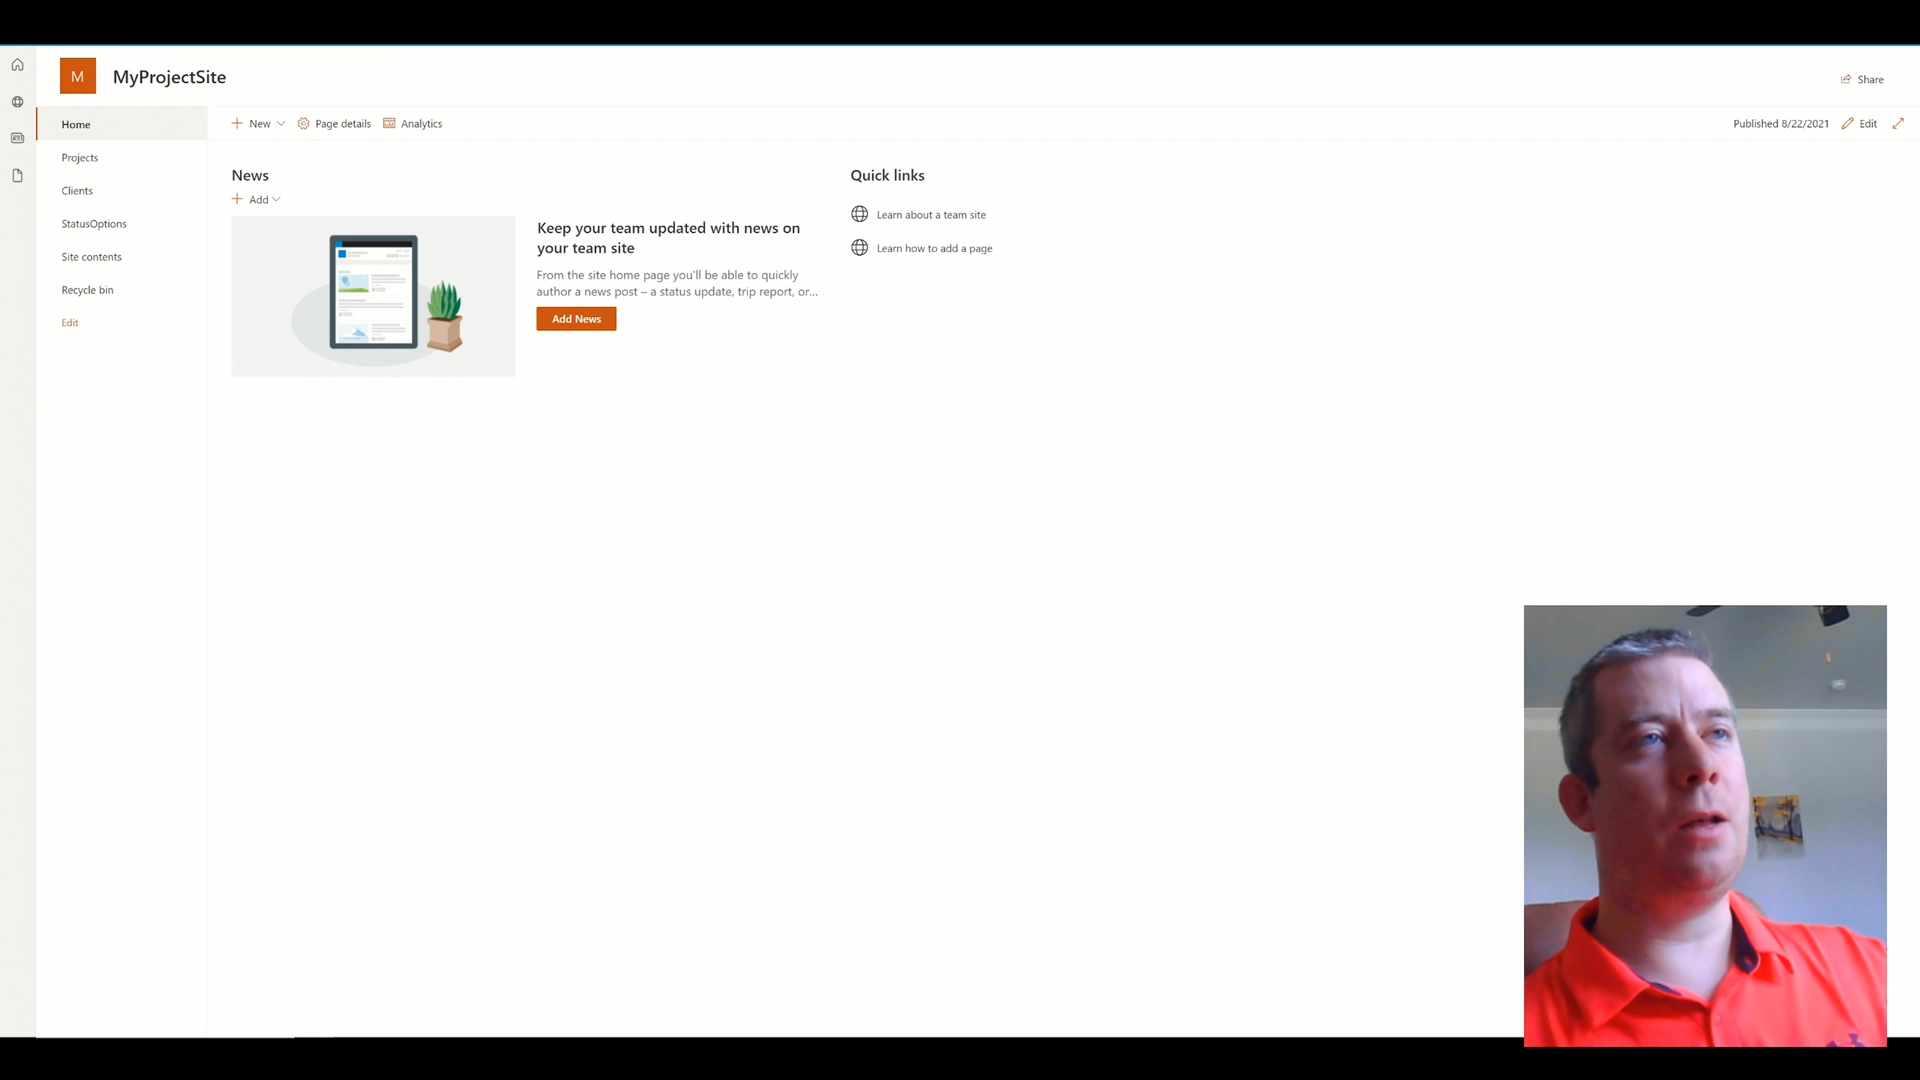 M
MyProjectSite
Share
Home
New
Page details
Analytics
Published 8/22/2021
Edit
Projects
Clients
StatusOptions
Site contents
Recycle bin
Edit
News
Add
Keep your team updated with news on
your team site
From the site home page you'll be able to quickly
author a news post – a status update, trip report, or...
Add News
Quick links
Learn about a team site
Learn how to add a page